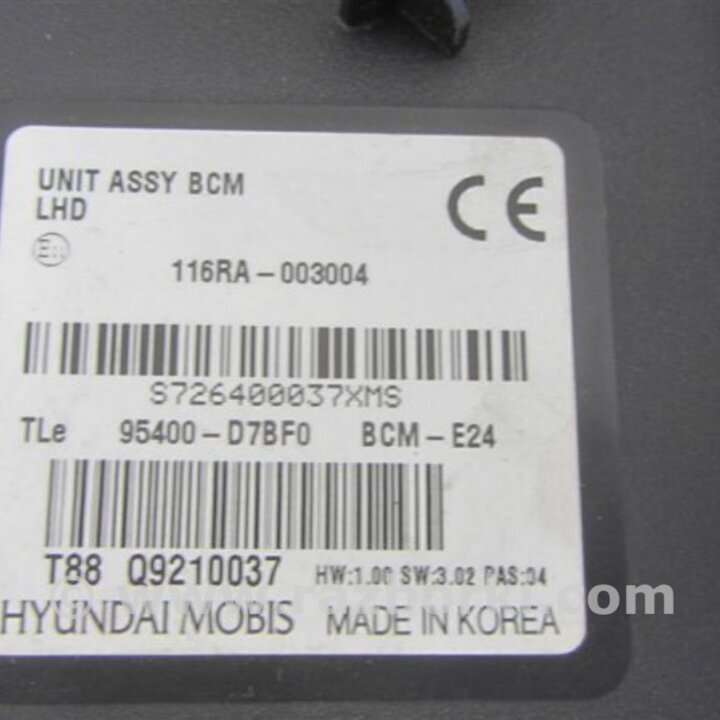 UNIT ASSY BCM
LHD
CE
116RA-003004
S726400037XMS
TLe 95400-D7BF0 BCM-E24
T88 Q9210037 HW:1.00 SW:3.02 PAS:04
HYUNDAI MOBIS MADE IN KOREA